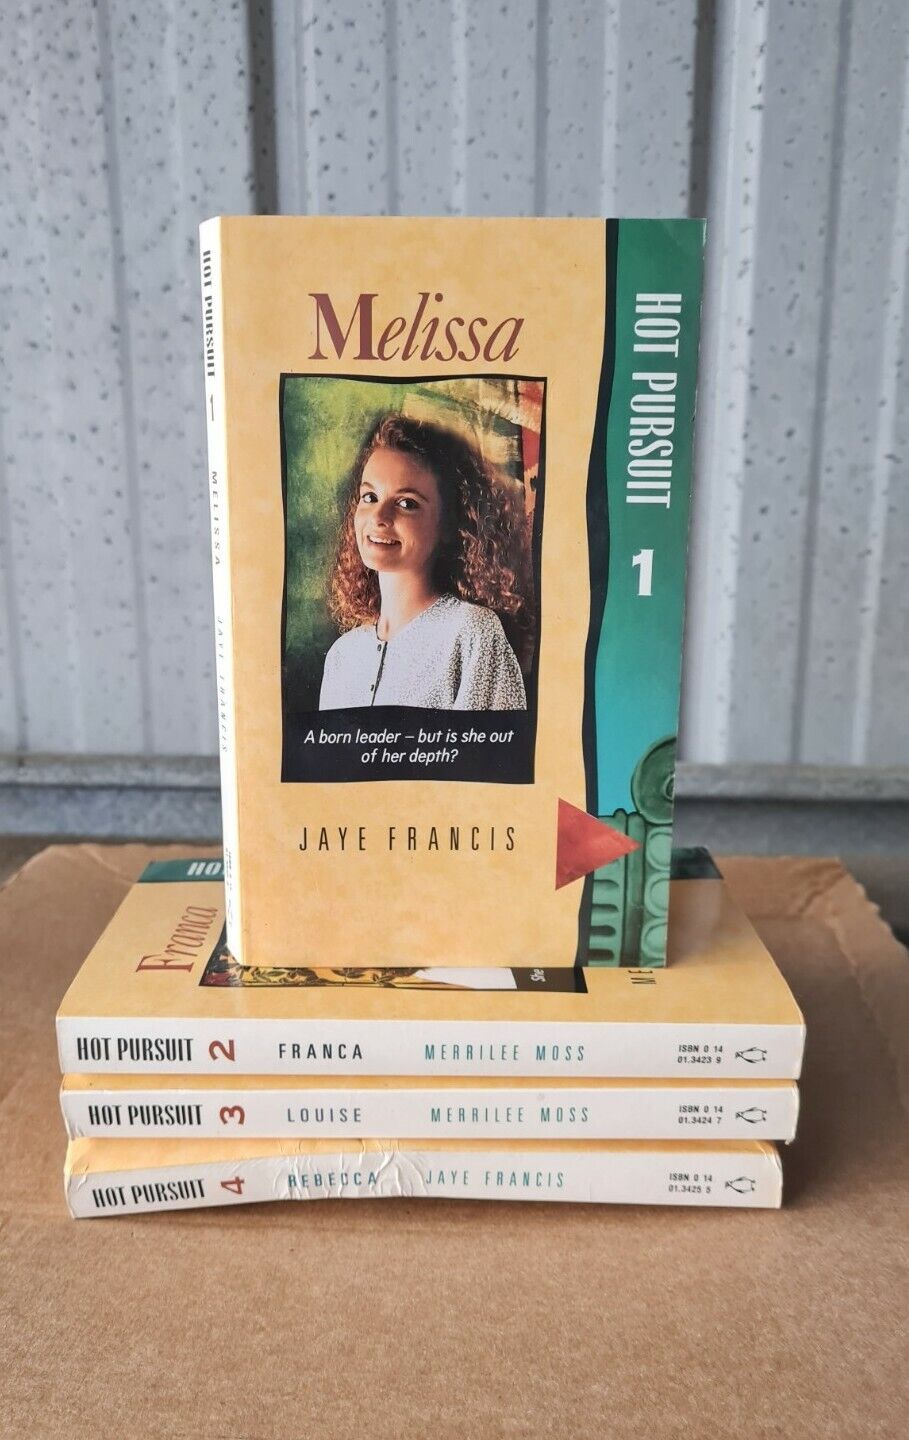 HOT PURSUIT 1 MELISSA JAYE FRANCIS
Melissa
HOT PURSUIT 1
A born leader – but is she out
of her depth?
JAYE FRANCIS
HO
Franca
She
ME
HOT PURSUIT 2 FRANCA MERRILEE MOSS ISBN 0 14
01.3423 9
HOT PURSUIT 3 LOUISE MERRILEE MOSS ISBN 0 14
01.3424 7
HOT PURSUIT 4 REBECCA JAYE FRANCIS ISBN 0 14
01.3425 5